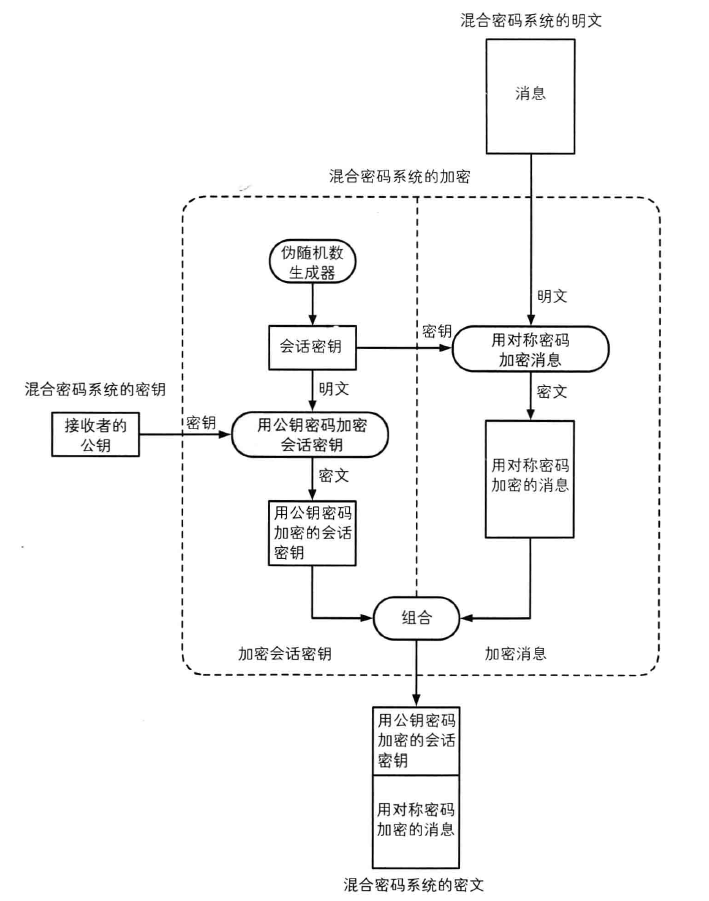 混合密码系统的明文
消息
混合密码系统的加密
伪随机数
生成器
明文
会话密钥
密钥
用对称密码
加密消息
混合密码系统的密钥
明文
密文
接收者的
公钥
密钥
用公钥密码加密
会话密钥
密文
用对称密码
加密的消息
用公钥密码
加密的会话
密钥
组合
加密会话密钥
加密消息
用公钥密码
加密的会话
密钥
用对称密码
加密的消息
混合密码系统的密文